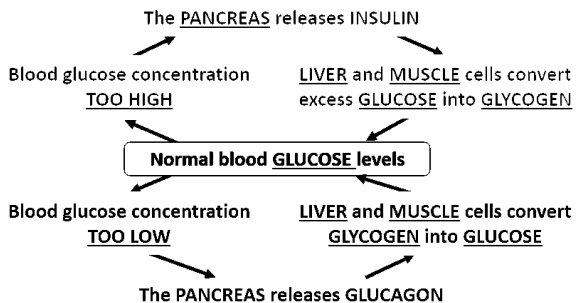 The PANCREAS releases INSULIN
Blood glucose concentration
TOO HIGH
LIVER and MUSCLE cells convert
excess GLUCOSE into GLYCOGEN
Normal blood GLUCOSE levels
Blood glucose concentration
TOO LOW
LIVER and MUSCLE cells convert
GLYCOGEN into GLUCOSE
The PANCREAS releases GLUCAGON